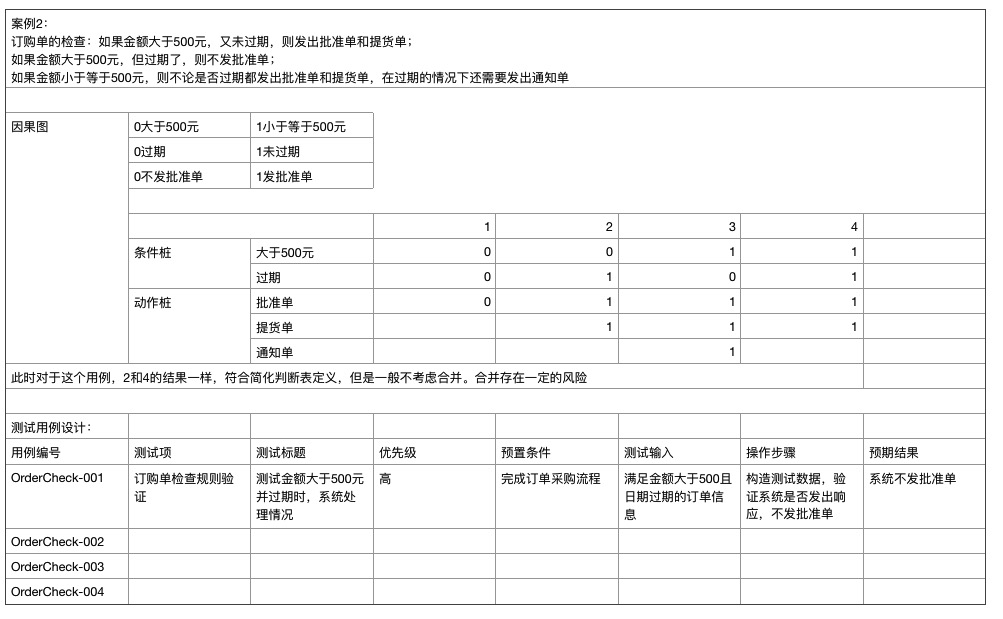 案例2：
订购单的检查：如果金额大于500元，又未过期，则发出批准单和提货单；
如果金额大于500元，但过期了，则不发批准单；
如果金额小于等于500元，则不论是否过期都发出批准单和提货单，在过期的情况下还需要发出通知单
因果图 0大于500元 1小于等于500元
0过期 1未过期
0不发批准单 1发批准单
1 2 3 4
条件桩 大于500元 0 0 1 1
过期 0 1 0 1
动作桩 批准单 0 1 1 1
提货单 1 1 1
通知单 1
此时对于这个用例，2和4的结果一样，符合简化判断表定义，但是一般不考虑合并。合并存在一定的风险
测试用例设计：
用例编号 测试项 测试标题 优先级 预置条件 测试输入 操作步骤 预期结果
OrderCheck-001 订购单检查规则验 测试金额大于500元 高 完成订单采购流程 满足金额大于500且 构造测试数据，验 系统不发批准单
证 并过期时，系统处 日期过期的订单信 证系统是否发出响
理情况 息 应，不发批准单
OrderCheck-002
OrderCheck-003
OrderCheck-004